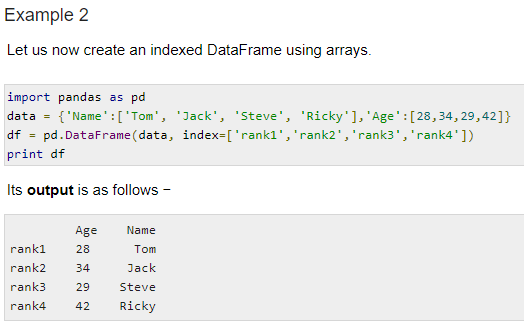 Example 2
Let us now create an indexed DataFrame using arrays.
import pandas as pd
data = {'Name':['Tom', 'Jack', 'Steve', 'Ricky'],'Age':[28,34,29,42]}
df = pd.DataFrame(data, index=['rank1','rank2','rank3','rank4'])
print df
Its output is as follows −
Age Name
rank1 28 Tom
rank2 34 Jack
rank3 29 Steve
rank4 42 Ricky